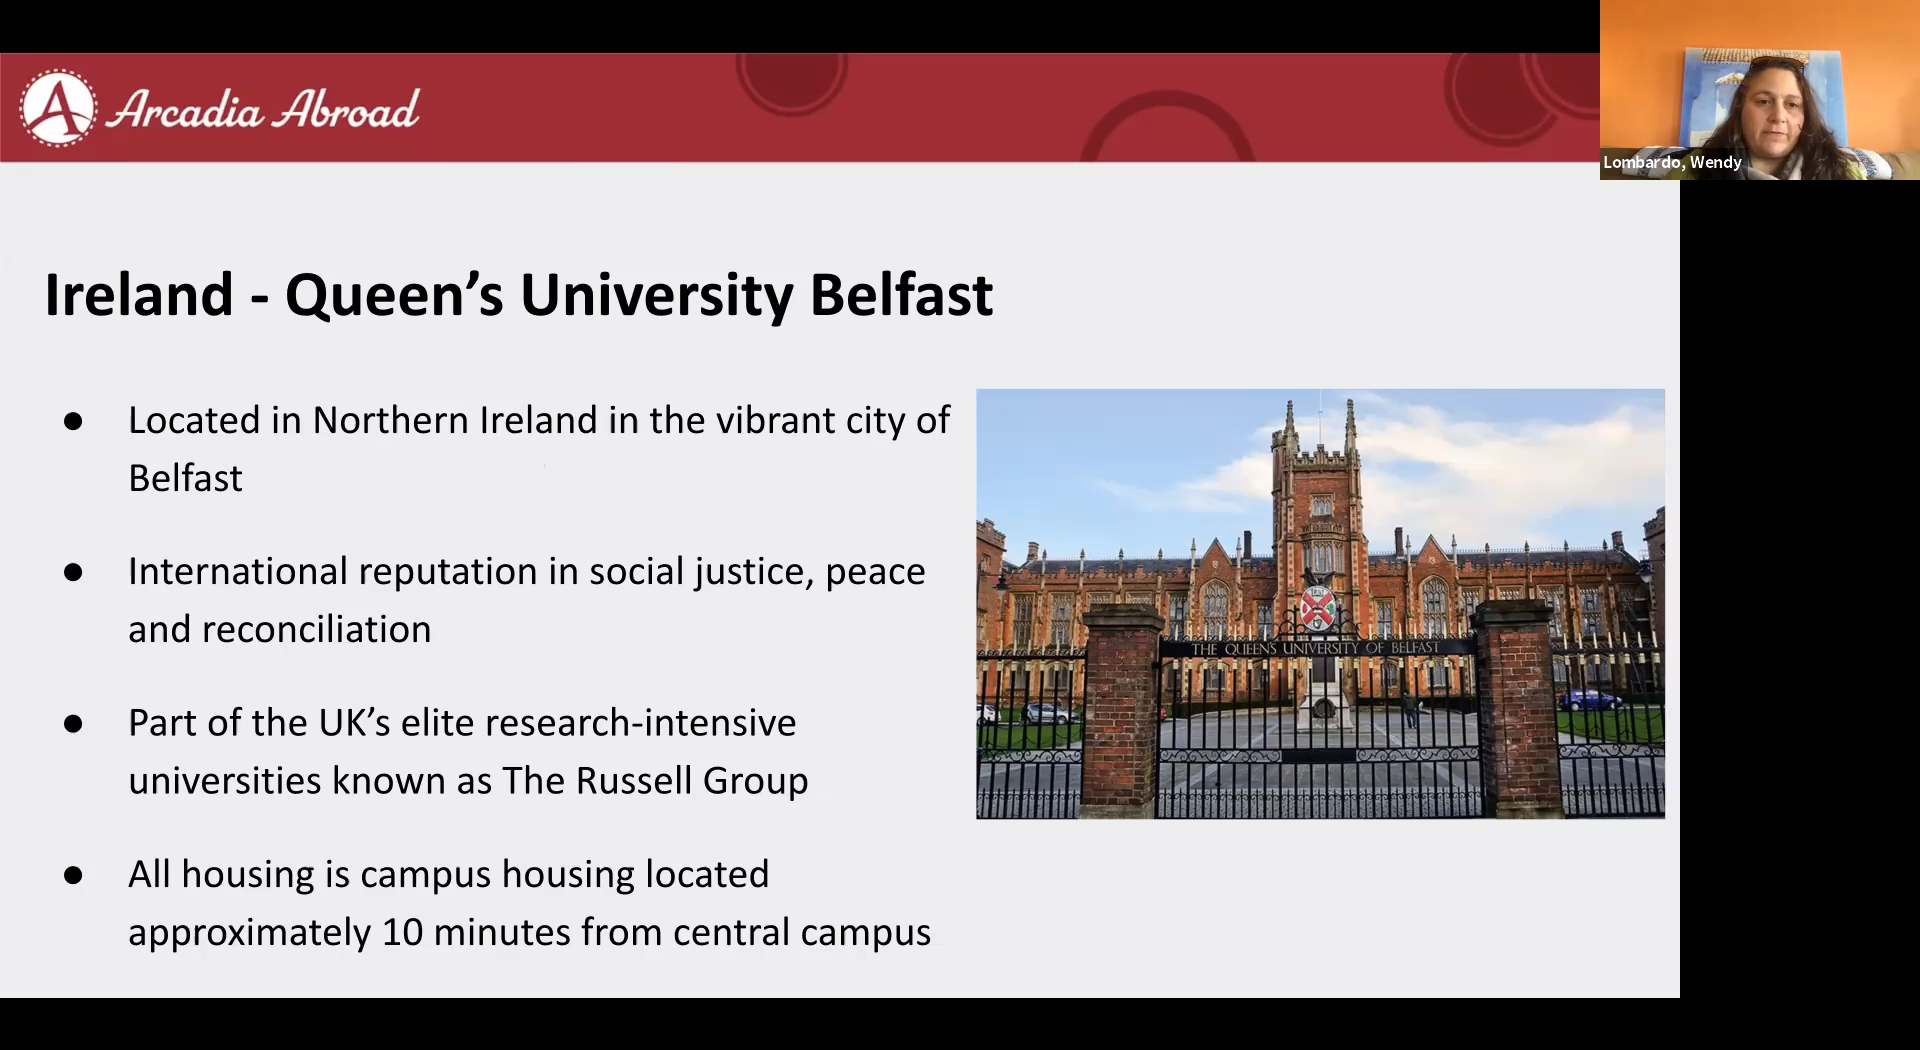 Arcadia Abroad
Lombardo, Wendy
Ireland - Queen’s University Belfast
● Located in Northern Ireland in the vibrant city of
Belfast
● International reputation in social justice, peace
and reconciliation
● Part of the UK’s elite research-intensive
universities known as The Russell Group
● All housing is campus housing located
approximately 10 minutes from central campus
THE QUEEN'S UNIVERSITY OF BELFAST